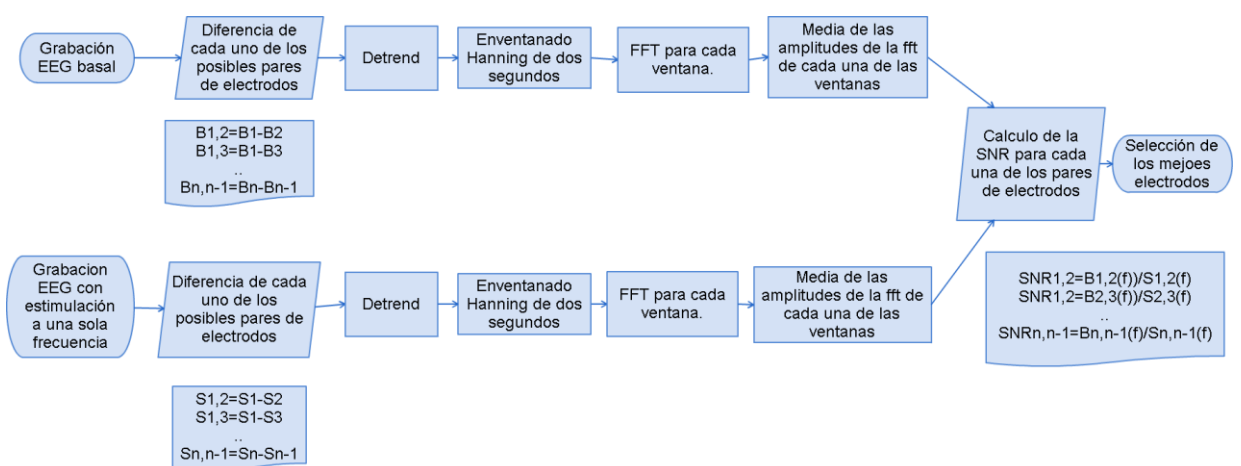 Grabación
EEG basal
Diferencia de
cada uno de los
posibles pares
de electrodos
Detrend
Enventanado
Hanning de dos
segundos
FFT para cada
ventana.
Media de las
amplitudes de la fft
de cada una de las
ventanas
B1,2=B1-B2
B1,3=B1-B3
..
Bn,n-1=Bn-Bn-1
Calculo de la
SNR para cada
una de los pares
de electrodos
Selección de
los mejoes
electrodos
Grabacion
EEG con
estimulación
a una sola
frecuencia
Diferencia de cada
uno de los
posibles pares de
electrodos
Detrend
Enventanado
Hanning de dos
segundos
FFT para cada
ventana.
Media de las
amplitudes de la fft de
cada una de las
ventanas
SNR1,2=B1,2(f))/S1,2(f)
SNR1,2=B2,3(f))/S2,3(f)
..
SNRn,n-1=Bn,n-1(f)/Sn,n-1(f)
S1,2=S1-S2
S1,3=S1-S3
..
Sn,n-1=Sn-Sn-1